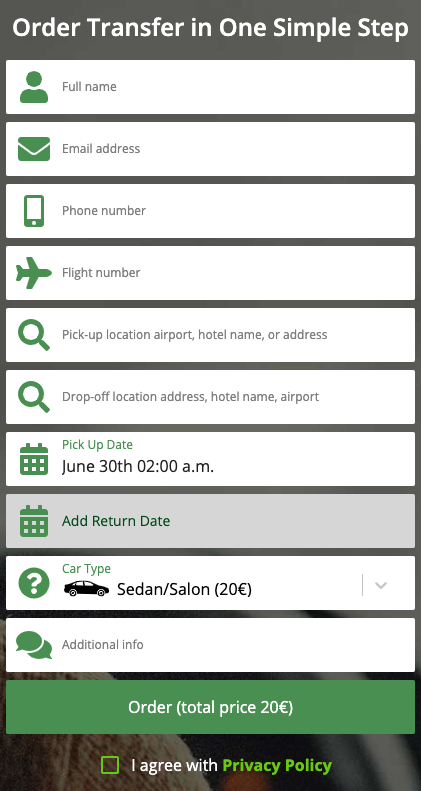 Order Transfer in One Simple Step
Full name
Email address
Phone number
Flight number
Pick-up location airport, hotel name, or address
Drop-off location address, hotel name, airport
Pick Up Date
June 30th 02:00 a.m.
Add Return Date
Car Type
Sedan/Salon (20€)
Additional info
Order (total price 20€)
I agree with Privacy Policy